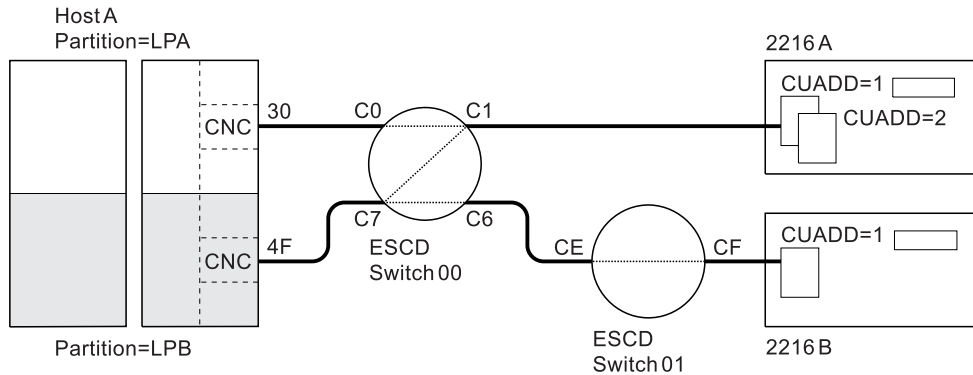 Host A
Partition=LPA
2216 A
CUADD=1
CUADD=2
30
C0
C1
CNC
C7
C6
4F
CNC
ESCD
Switch 00
CE
CF
CUADD=1
ESCD
Switch 01
Partition=LPB
2216 B